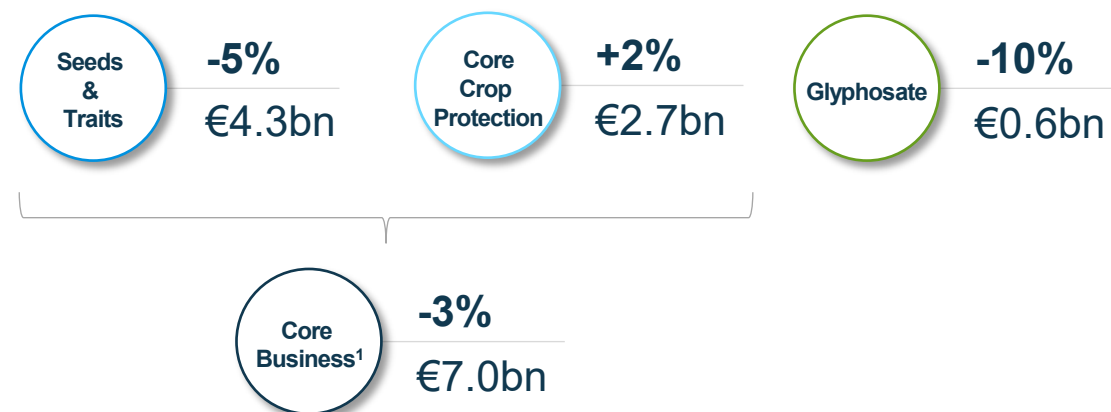 Seeds
&
Traits
-5%
€4.3bn
Core
Crop
Protection
+2%
€2.7bn
Glyphosate
-10%
€0.6bn
Core
Business¹
-3%
€7.0bn